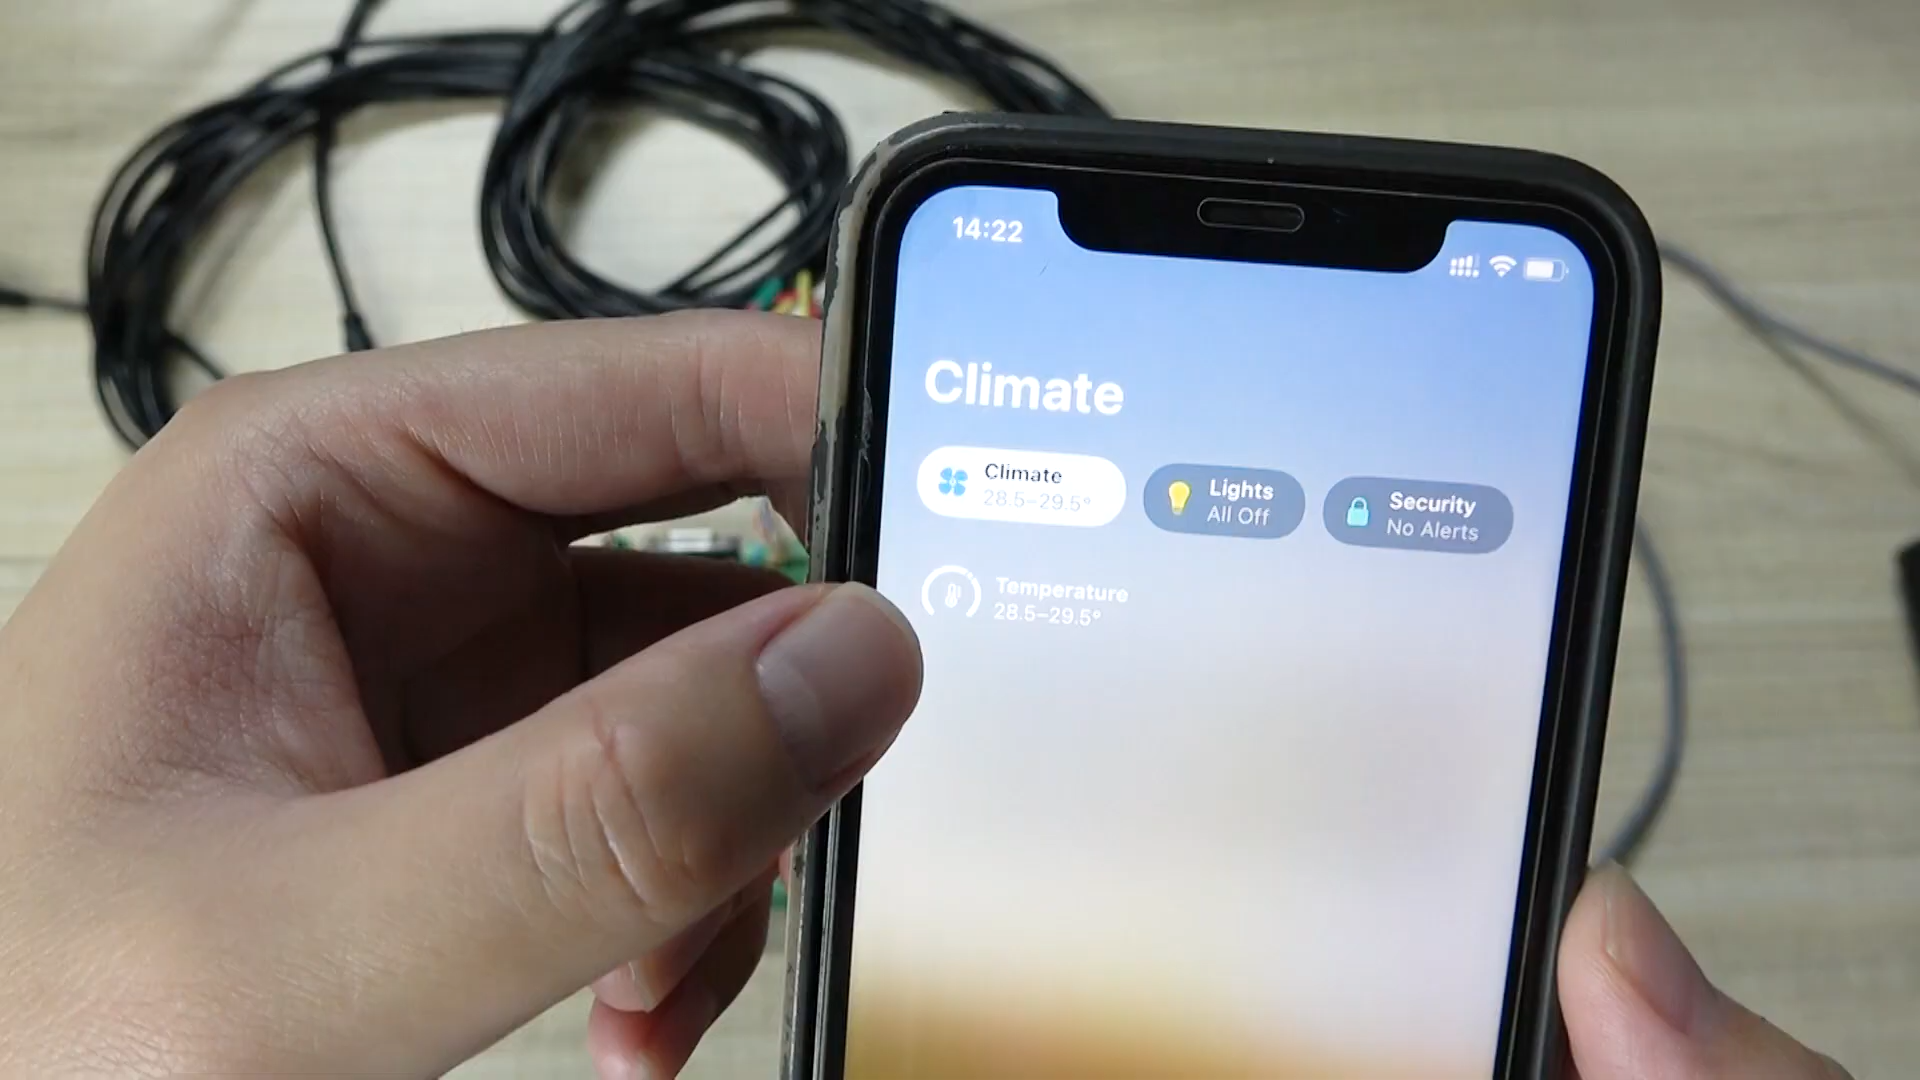 14:22
Climate
Climate
28.5–29.5°
Lights
All Off
Security
No Alerts
Temperature
28.5–29.5°